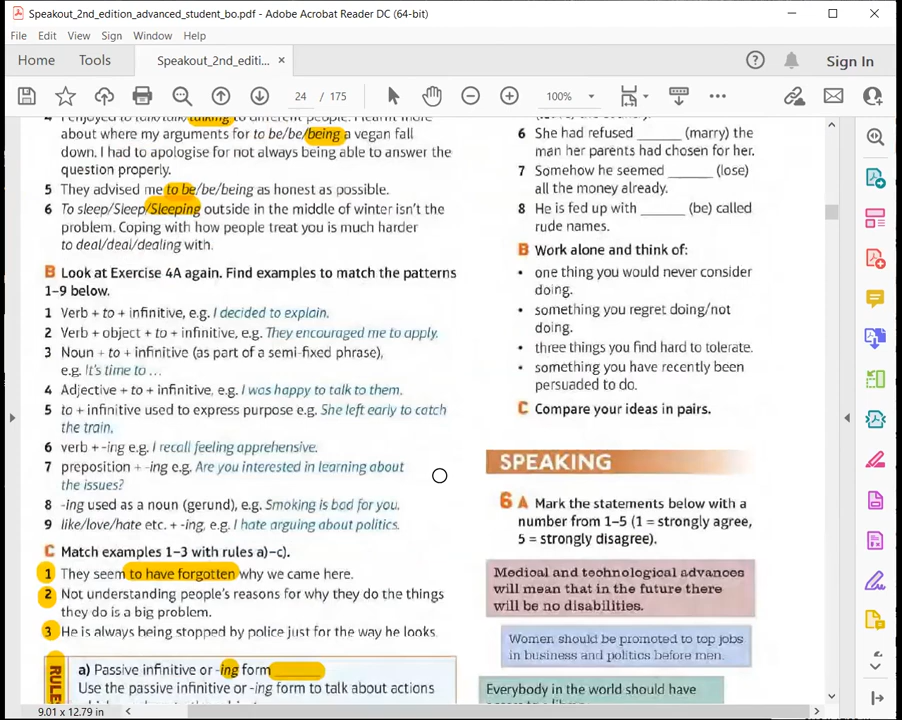 Speakout_2nd_edition_advanced_student_bo.pdf - Adobe Acrobat Reader DC (64-bit)
File Edit View Sign Window Help
Home Tools Speakout_2nd_editi... × Sign In
24 / 175 100%
4 I enjoyed to talk/talk/talking to different people. I learnt more
about where my arguments for to be/be/being a vegan fall
down. I had to apologise for not always being able to answer the
question properly.
5 They advised me to be/be/being as honest as possible.
6 To sleep/Sleep/Sleeping outside in the middle of winter isn't the
problem. Coping with how people treat you is much harder
to deal/deal/dealing with.
B Look at Exercise 4A again. Find examples to match the patterns
1–9 below.
1 Verb + to + infinitive, e.g. I decided to explain.
2 Verb + object + to + infinitive, e.g. They encouraged me to apply.
3 Noun + to + infinitive (as part of a semi-fixed phrase),
e.g. It's time to ...
4 Adjective + to + infinitive, e.g. I was happy to talk to them.
5 to + infinitive used to express purpose e.g. She left early to catch
the train.
6 verb + -ing e.g. I recall feeling apprehensive.
7 preposition + -ing e.g. Are you interested in learning about
the issues?
8 -ing used as a noun (gerund), e.g. Smoking is bad for you.
9 like/love/hate etc. + -ing, e.g. I hate arguing about politics.
C Match examples 1–3 with rules a)–c).
1 They seem to have forgotten why we came here.
2 Not understanding people's reasons for why they do the things
they do is a big problem.
3 He is always being stopped by police just for the way he looks.
RULES
a) Passive infinitive or -ing form ______
Use the passive infinitive or -ing form to talk about actions
6 She had refused ______ (marry) the
man her parents had chosen for her.
7 Somehow he seemed ______ (lose)
all the money already.
8 He is fed up with ______ (be) called
rude names.
B Work alone and think of:
• one thing you would never consider
doing.
• something you regret doing/not
doing.
• three things you find hard to tolerate.
• something you have recently been
persuaded to do.
C Compare your ideas in pairs.
SPEAKING
6 A Mark the statements below with a
number from 1–5 (1 = strongly agree,
5 = strongly disagree).
Medical and technological advances
will mean that in the future there
will be no disabilities.
Women should be promoted to top jobs
in business and politics before men.
Everybody in the world should have
9.01 x 12.79 in